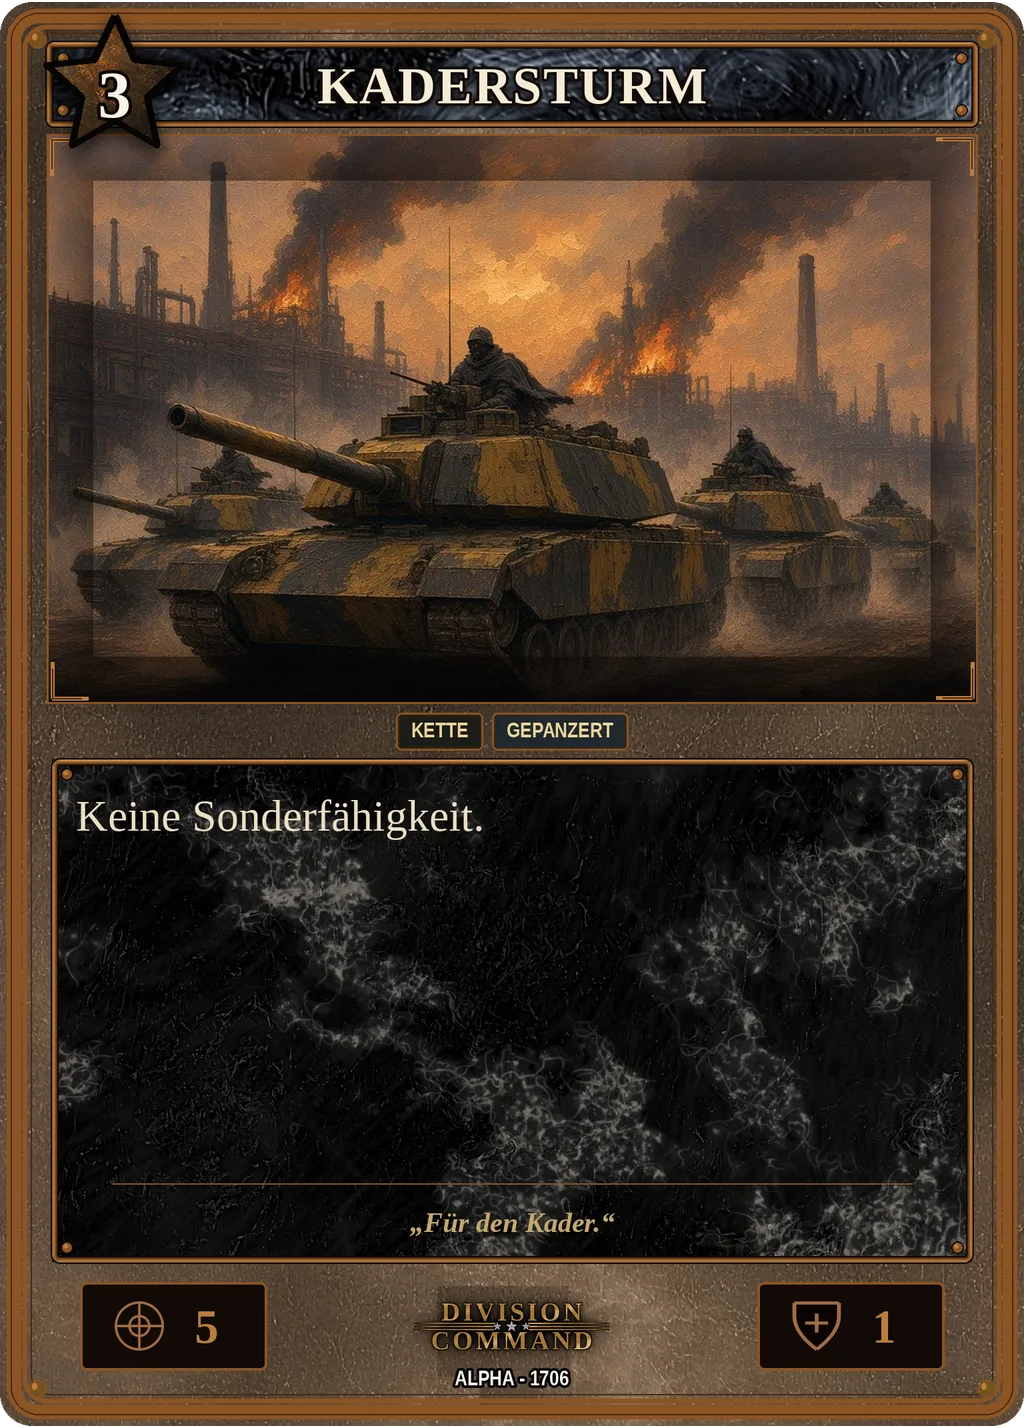 3
KADERSTURM
KETTE GEPANZERT
Keine Sonderfähigkeit.
„Für den Kader.“
5
DIVISION
COMMAND
1
ALPHA - 1706